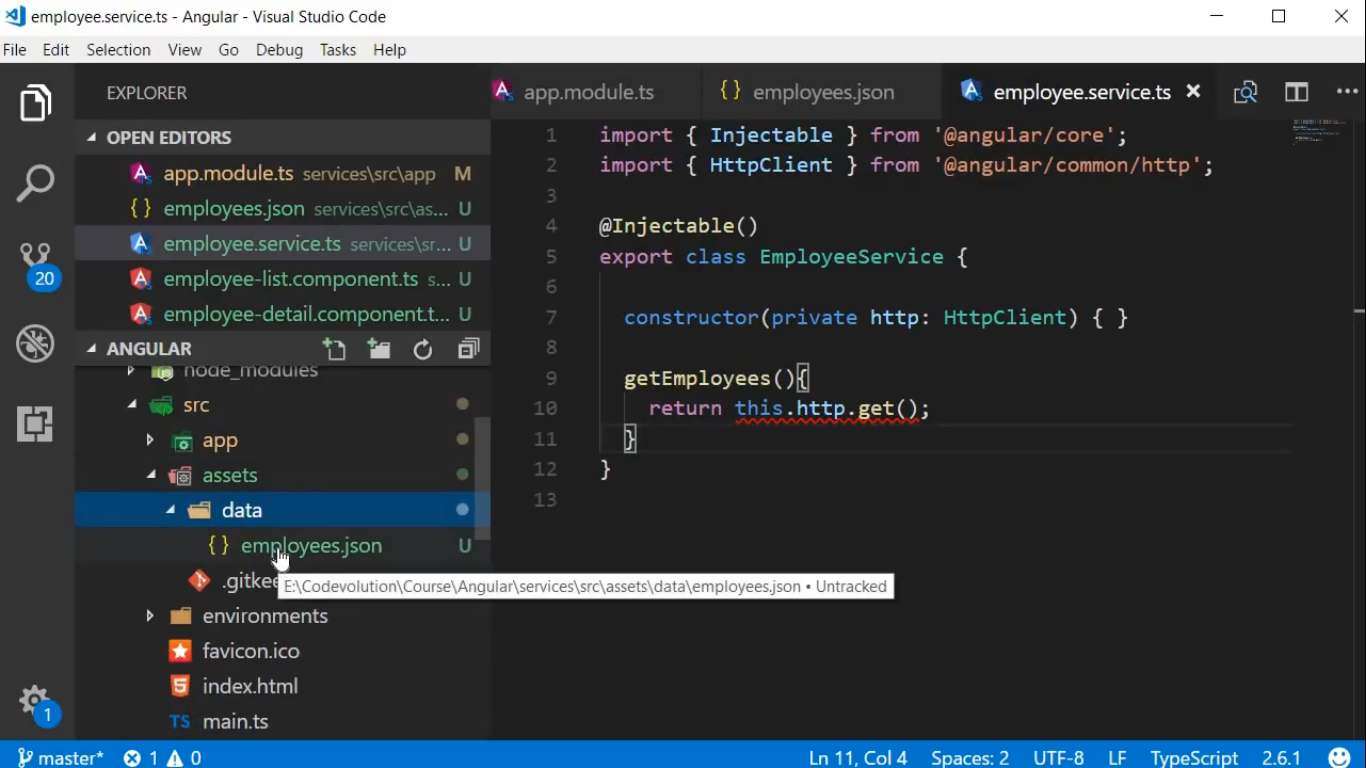 employee.service.ts - Angular - Visual Studio Code
File Edit Selection View Go Debug Tasks Help
EXPLORER
OPEN EDITORS
app.module.ts services\src\app M
{ } employees.json services\src\as... U
employee.service.ts services\sr... U
employee-list.component.ts s... U
employee-detail.component.t... U
20
ANGULAR
node_modules
src
app
assets
data
{ } employees.json U
.gitkee
E:\Codevolution\Course\Angular\services\src\assets\data\employees.json • Untracked
environments
favicon.ico
index.html
TS main.ts
1
app.module.ts { } employees.json employee.service.ts
1 import { Injectable } from '@angular/core';
2 import { HttpClient } from '@angular/common/http';
3
4 @Injectable()
5 export class EmployeeService {
6
7 constructor(private http: HttpClient) { }
8
9 getEmployees(){
10 return this.http.get();
11 }
12 }
13
master* 1 0 Ln 11, Col 4 Spaces: 2 UTF-8 LF TypeScript 2.6.1